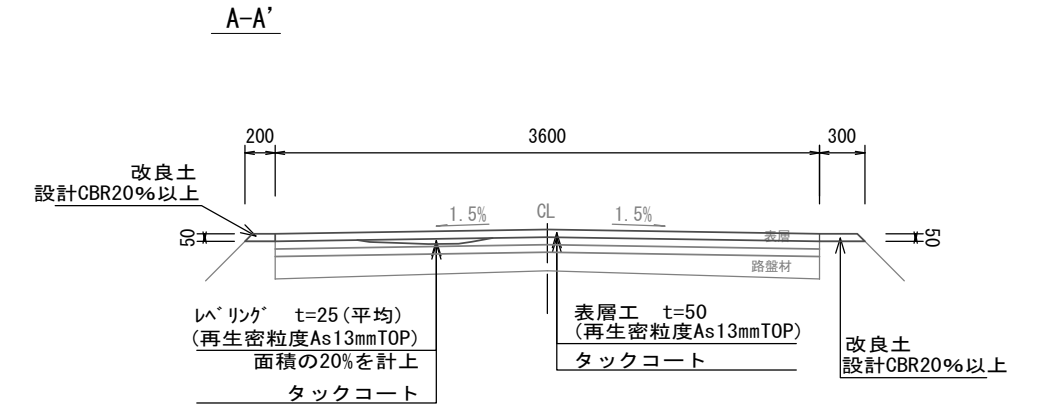 A-A’
200
3600
300
改良土
設計CBR20%以上
1.5%
CL
1.5%
50
表層
50
路盤材
ﾚﾍﾞﾘﾝｸﾞ t=25(平均)
(再生密粒度As13mmTOP)
面積の20%を計上
タックコート
表層工 t=50
(再生密粒度As13mmTOP)
タックコート
改良土
設計CBR20%以上